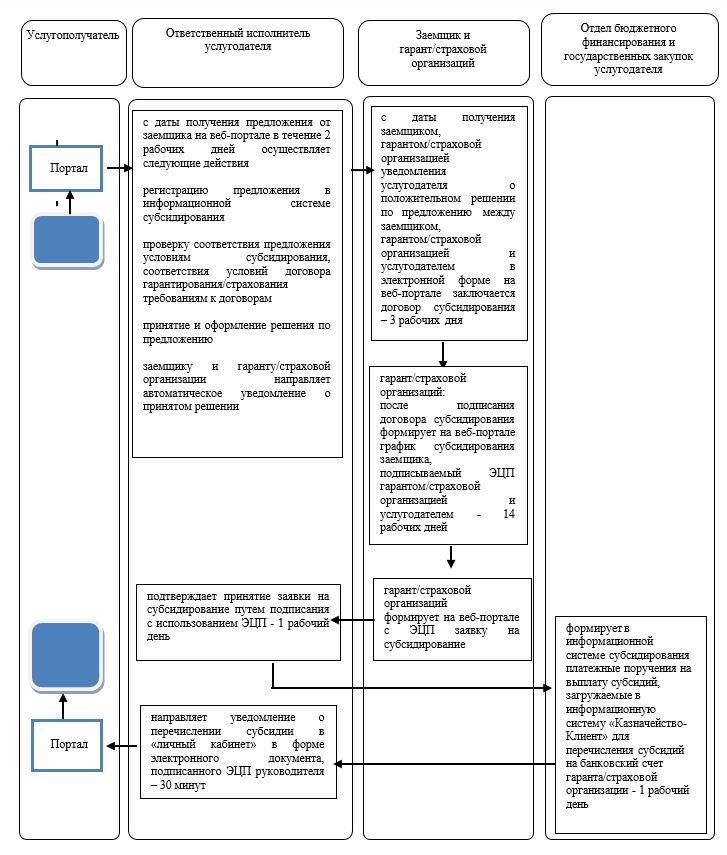 Услугополучатель
Ответственный исполнитель
услугодателя
Заемщик и
гарант/страховой
организаций
Отдел бюджетного
финансирования и
государственных закупок
услугодателя
Портал
с даты получения предложения от
заемщика на веб-портале в течение 2
рабочих дней осуществляет
следующие действия
регистрацию предложения в
информационной системе
субсидирования
проверку соответствия предложения
условиям субсидирования,
соответствия условий договора
гарантирования/страхования
требованиям к договорам
принятие и оформление решения по
предложению
заемщику и гаранту/страховой
организации направляет
автоматическое уведомление о
принятом решении
с даты получения
заемщиком,
гарантом/страховой
организацией
уведомления
услугодателя о
положительном решении
по предложению между
заемщиком,
гарантом/страховой
организацией и
услугодателем в
электронной форме на
веб-портале заключается
договор субсидирования
– 3 рабочих дня
гарант/страховой
организаций:
после подписания
договора субсидирования
формирует на веб-портале
график субсидирования
заемщика,
подписываемый ЭЦП
гарантом/страховой
организацией и
услугодателем - 14
рабочих дней
гарант/страховой
организаций
формирует на веб-портале
с ЭЦП заявку на
субсидирование
подтверждает принятие заявки на
субсидирование путем подписания
с использованием ЭЦП - 1 рабочий
день
формирует в
информационной
системе субсидирования
платежные поручения на
выплату субсидий,
загружаемые в
информационную
систему «Казначейство-
Клиент» для
перечисления субсидий
на банковский счет
гаранта/страховой
организации - 1 рабочий
день
направляет уведомление о
перечислении субсидии в
«личный кабинет» в форме
электронного документа,
подписанного ЭЦП руководителя
– 30 минут
Портал